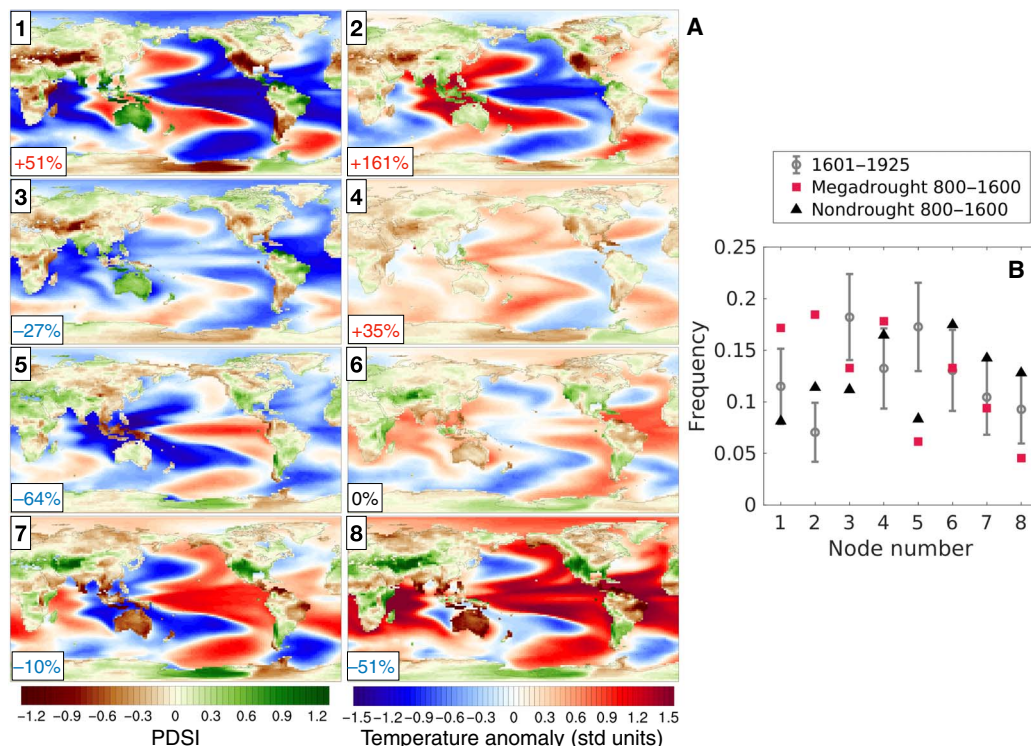 A
1
+51%
2
+161%
3
–27%
4
+35%
5
–64%
6
0%
7
–10%
8
–51%
-1.2 -0.9 -0.6 -0.3 0 0.3 0.6 0.9 1.2
PDSI
-1.5 -1.2 -0.9 -0.6 -0.3 0 0.3 0.6 0.9 1.2 1.5
Temperature anomaly (std units)
1601–1925
Megadrought 800–1600
Nondrought 800–1600
B
0.25
0.2
0.15
0.1
0.05
0
Frequency
1 2 3 4 5 6 7 8
Node number